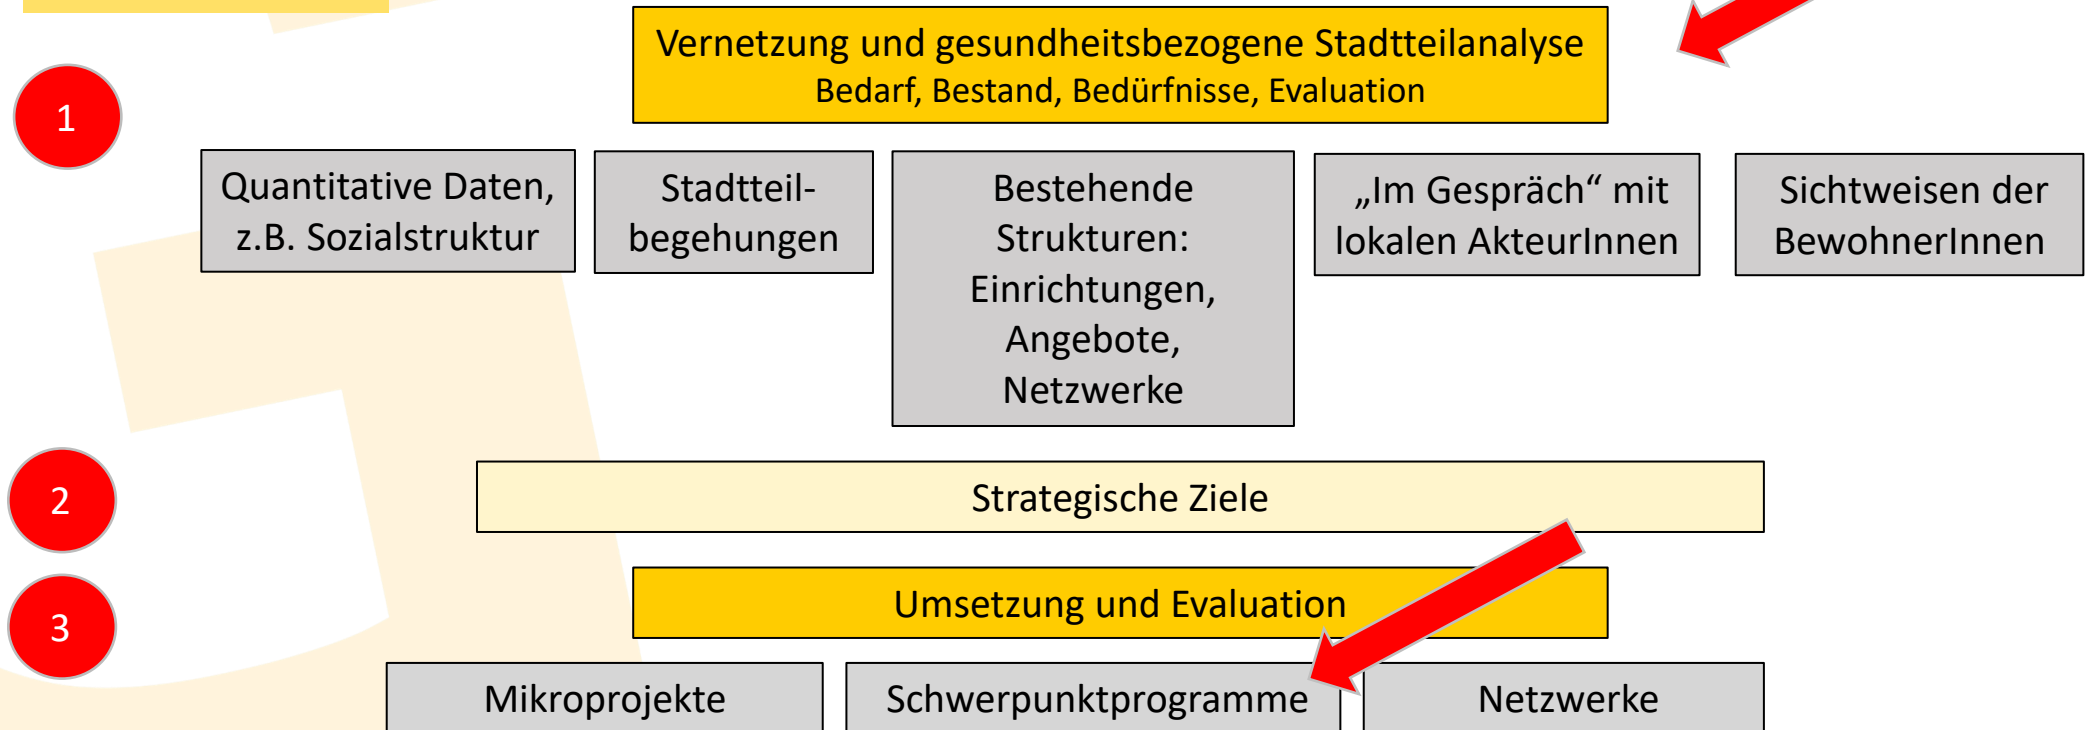 Vernetzung und gesundheitsbezogene Stadtteilanalyse
Bedarf, Bestand, Bedürfnisse, Evaluation
1
Quantitative Daten,
z.B. Sozialstruktur
Stadtteil-
begehungen
Bestehende
Strukturen:
Einrichtungen,
Angebote,
Netzwerke
„Im Gespräch“ mit
lokalen AkteurInnen
Sichtweisen der
BewohnerInnen
2
Strategische Ziele
3
Umsetzung und Evaluation
Mikroprojekte
Schwerpunktprogramme
Netzwerke